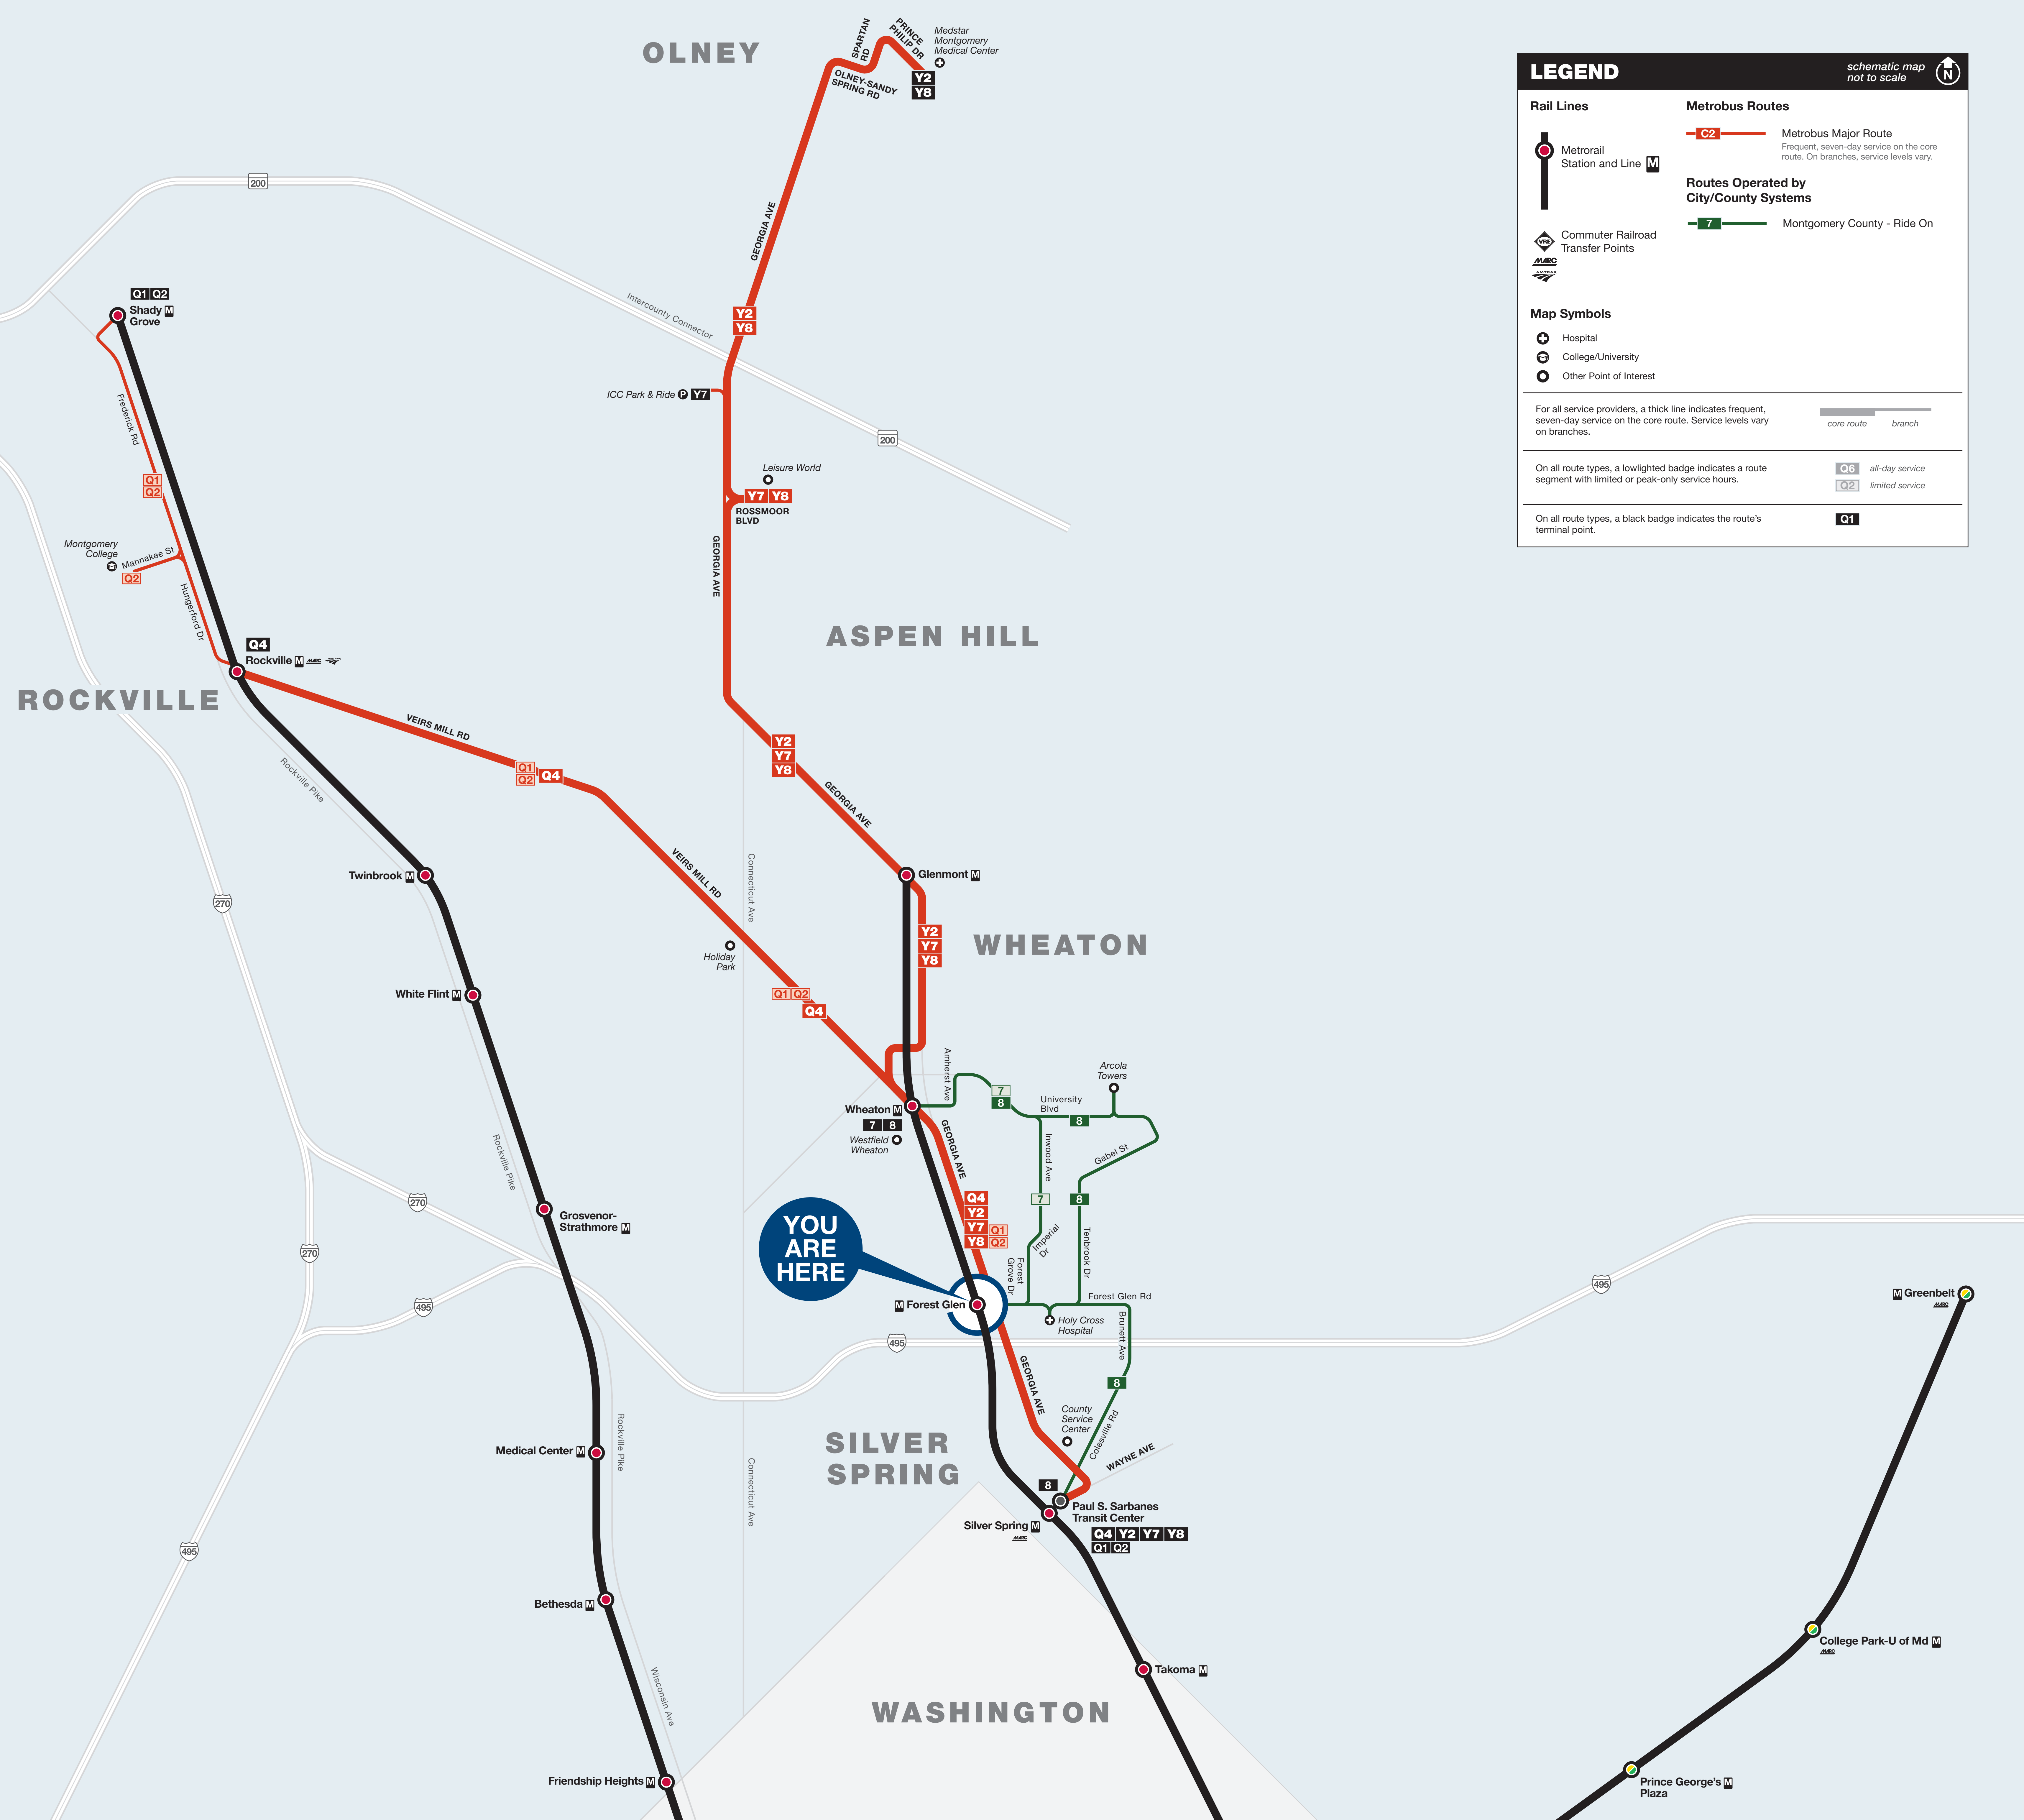 OLNEY
SPARTAN
RD
PRINCE
PHILIP DR
Medstar
Montgomery
Medical Center
OLNEY-SANDY
SPRING RD
Y2
Y8
LEGEND
schematic map
not to scale
N
Rail Lines
Metrorail
Station and Line M
VRE
MARC
AMTRAK
Commuter Railroad
Transfer Points
Metrobus Routes
C2
Metrobus Major Route
Frequent, seven-day service on the core
route. On branches, service levels vary.
Routes Operated by
City/County Systems
7
Montgomery County - Ride On
Map Symbols
Hospital
College/University
Other Point of Interest
For all service providers, a thick line indicates frequent,
seven-day service on the core route. Service levels vary
on branches.
core route
branch
On all route types, a lowlighted badge indicates a route
segment with limited or peak-only service hours.
Q6
all-day service
Q2
limited service
On all route types, a black badge indicates the route's
terminal point.
Q1
200
GEORGIA AVE
Intercounty Connector
Q1 Q2
Shady M
Grove
Y2
Y8
ICC Park & Ride P Y7
200
Frederick Rd
Leisure World
Y7 Y8
ROSSMOOR
BLVD
Q1
Q2
Montgomery
College
Mannakee St
Q2
Hungerford Dr
GEORGIA AVE
ASPEN HILL
Q4
Rockville M MARC
ROCKVILLE
VEIRS MILL RD
Q1
Q2
Q4
Rockville Pike
Y2
Y7
Y8
GEORGIA AVE
VEIRS MILL RD
Connecticut Ave
Twinbrook M
Glenmont M
270
Y2
Y7
Y8
WHEATON
Holiday
Park
White Flint M
Q1 Q2
Q4
Amherst Ave
Arcola
Towers
7
8
University
Blvd
8
Wheaton M
7 8
Westfield
Wheaton
GEORGIA AVE
Inwood Ave
Gabel St
Rockville Pike
270
Q4
Y2
Y7
Y8
Q1
Q2
7
8
Grosvenor-
Strathmore M
YOU
ARE
HERE
270
Imperial
Dr
Forest
Grove Dr
Tenbrook Dr
495
495
M Forest Glen
Forest Glen Rd
Holy Cross
Hospital
Brunett Ave
M Greenbelt
MARC
495
GEORGIA AVE
8
County
Service
Center
Colesville Rd
WAYNE AVE
SILVER
SPRING
Rockville Pike
Medical Center M
Connecticut Ave
8
Paul S. Sarbanes
Transit Center
Silver Spring M
MARC
Q4 Y2 Y7 Y8
Q1 Q2
495
Bethesda M
College Park-U of Md M
MARC
Takoma M
Wisconsin Ave
WASHINGTON
Friendship Heights M
Prince George's M
Plaza